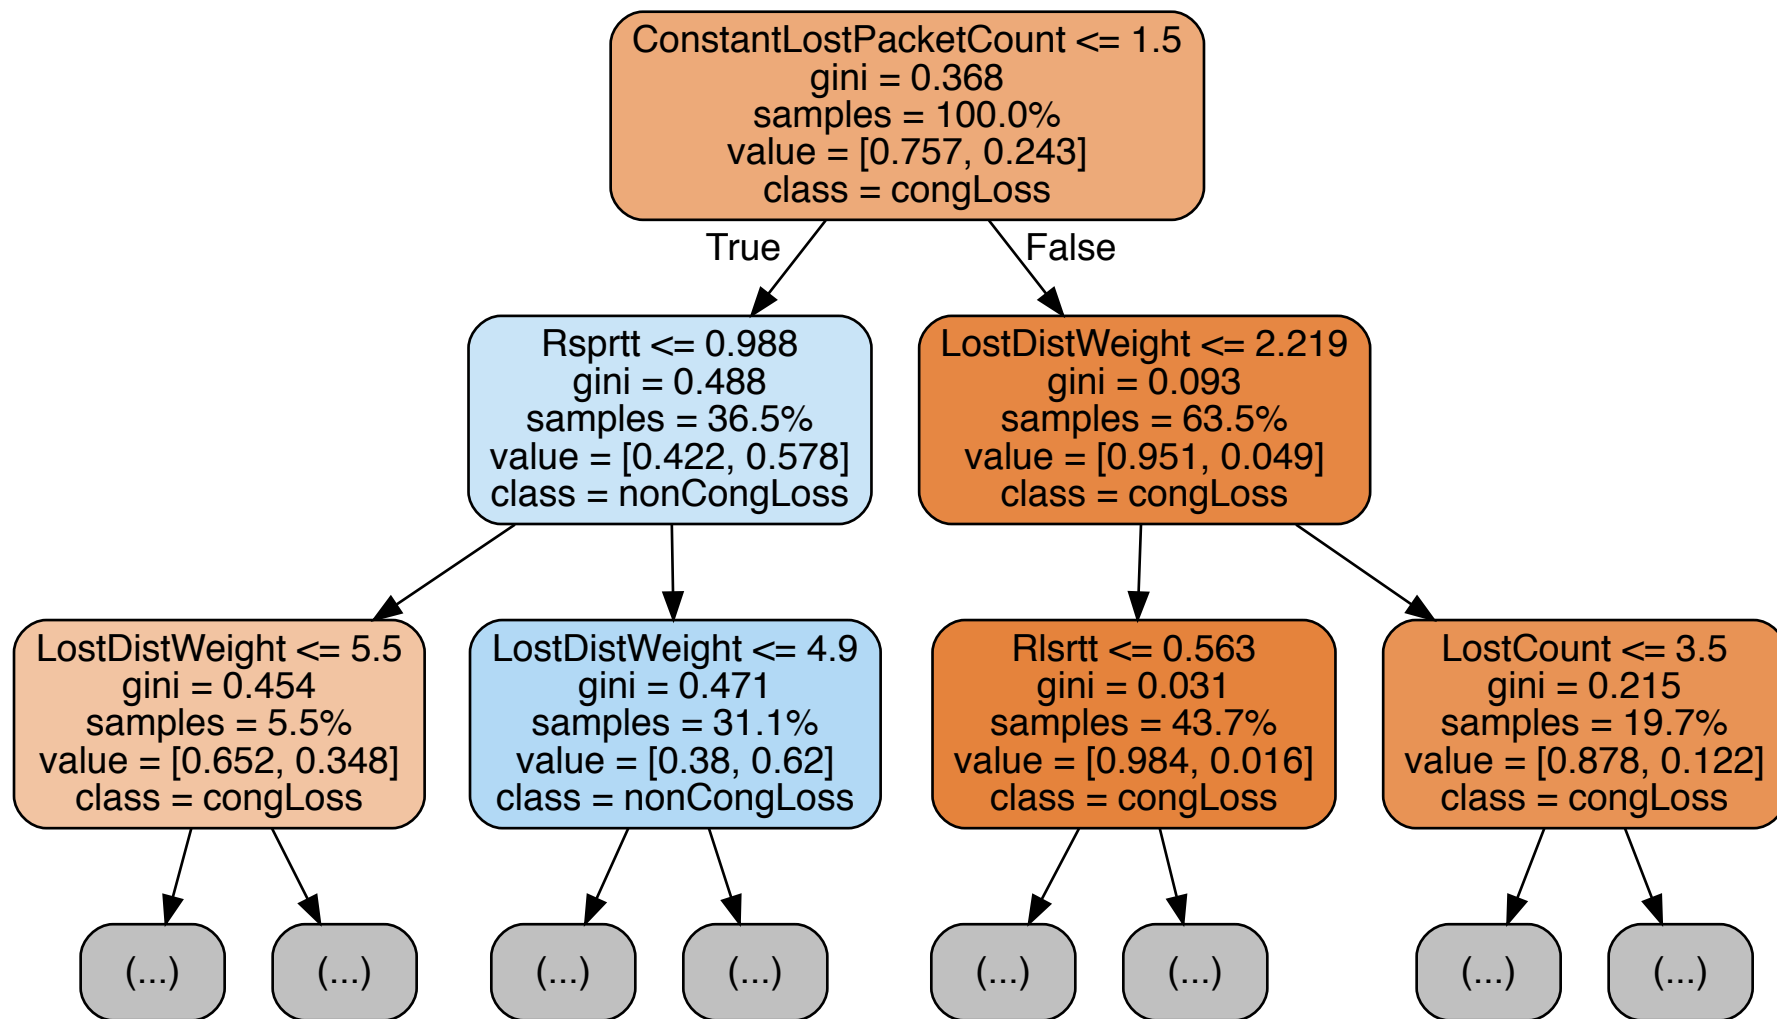 ConstantLostPacketCount <= 1.5
gini = 0.368
samples = 100.0%
value = [0.757, 0.243]
class = congLoss
True
False
Rsprtt <= 0.988
gini = 0.488
samples = 36.5%
value = [0.422, 0.578]
class = nonCongLoss
LostDistWeight <= 2.219
gini = 0.093
samples = 63.5%
value = [0.951, 0.049]
class = congLoss
LostDistWeight <= 5.5
gini = 0.454
samples = 5.5%
value = [0.652, 0.348]
class = congLoss
LostDistWeight <= 4.9
gini = 0.471
samples = 31.1%
value = [0.38, 0.62]
class = nonCongLoss
Rlsrtt <= 0.563
gini = 0.031
samples = 43.7%
value = [0.984, 0.016]
class = congLoss
LostCount <= 3.5
gini = 0.215
samples = 19.7%
value = [0.878, 0.122]
class = congLoss
(...)
(...)
(...)
(...)
(...)
(...)
(...)
(...)